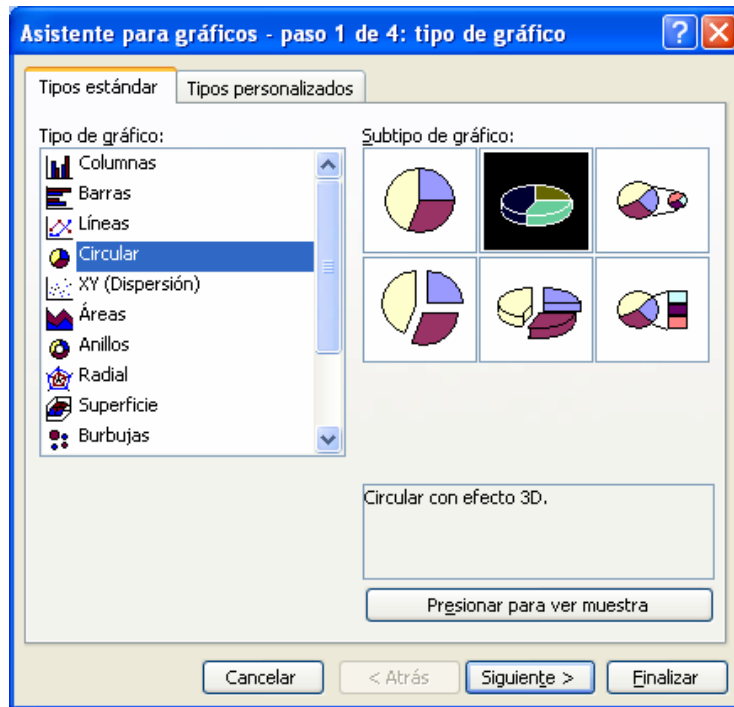 Asistente para gráficos - paso 1 de 4: tipo de gráfico
Tipos estándar
Tipos personalizados
Tipo de gráfico:
Columnas
Barras
Líneas
Circular
XY (Dispersión)
Áreas
Anillos
Radial
Superficie
Burbujas
Subtipo de gráfico:
Circular con efecto 3D.
Presionar para ver muestra
Cancelar
< Atrás
Siguiente >
Finalizar